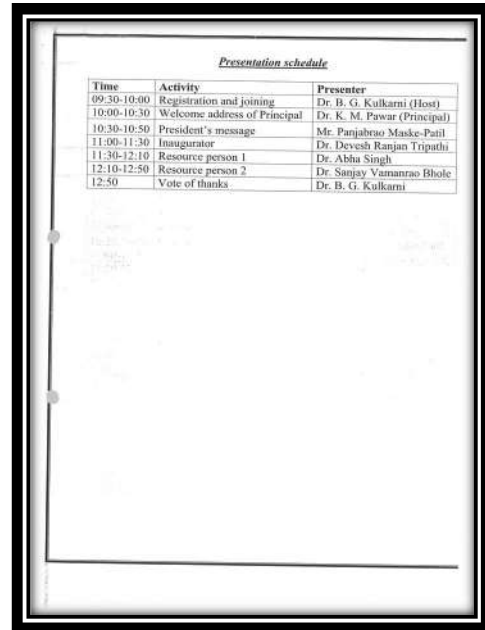 Presentation schedule
Time Activity Presenter
09:30-10:00 Registration and joining Dr. B. G. Kulkarni (Host)
10:00-10:30 Welcome address of Principal Dr. K. M. Pawar (Principal)
10:30-10:50 President's message Mr. Panjabrao Maske-Patil
11:00-11:30 Inaugurator Dr. Devesh Ranjan Tripathi
11:30-12:10 Resource person 1 Dr. Abha Singh
12:10-12:50 Resource person 2 Dr. Sanjay Vamanrao Bhole
12:50 Vote of thanks Dr. B. G. Kulkarni